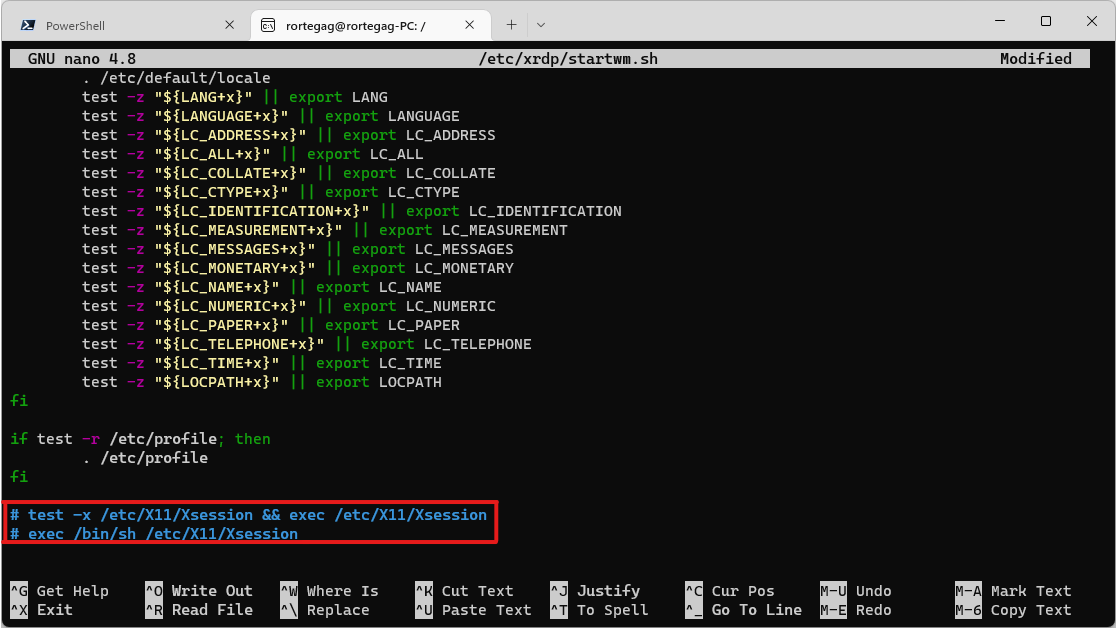 PowerShell
rortegag@rortegag-PC: /
GNU nano 4.8 /etc/xrdp/startwm.sh Modified
. /etc/default/locale
test -z "${LANG+x}" || export LANG
test -z "${LANGUAGE+x}" || export LANGUAGE
test -z "${LC_ADDRESS+x}" || export LC_ADDRESS
test -z "${LC_ALL+x}" || export LC_ALL
test -z "${LC_COLLATE+x}" || export LC_COLLATE
test -z "${LC_CTYPE+x}" || export LC_CTYPE
test -z "${LC_IDENTIFICATION+x}" || export LC_IDENTIFICATION
test -z "${LC_MEASUREMENT+x}" || export LC_MEASUREMENT
test -z "${LC_MESSAGES+x}" || export LC_MESSAGES
test -z "${LC_MONETARY+x}" || export LC_MONETARY
test -z "${LC_NAME+x}" || export LC_NAME
test -z "${LC_NUMERIC+x}" || export LC_NUMERIC
test -z "${LC_PAPER+x}" || export LC_PAPER
test -z "${LC_TELEPHONE+x}" || export LC_TELEPHONE
test -z "${LC_TIME+x}" || export LC_TIME
test -z "${LOCPATH+x}" || export LOCPATH
fi
if test -r /etc/profile; then
. /etc/profile
fi
# test -x /etc/X11/Xsession && exec /etc/X11/Xsession
# exec /bin/sh /etc/X11/Xsession
^G Get Help ^O Write Out ^W Where Is ^K Cut Text ^J Justify ^C Cur Pos M-U Undo M-A Mark Text
^X Exit ^R Read File ^\ Replace ^U Paste Text ^T To Spell ^_ Go To Line M-E Redo M-6 Copy Text